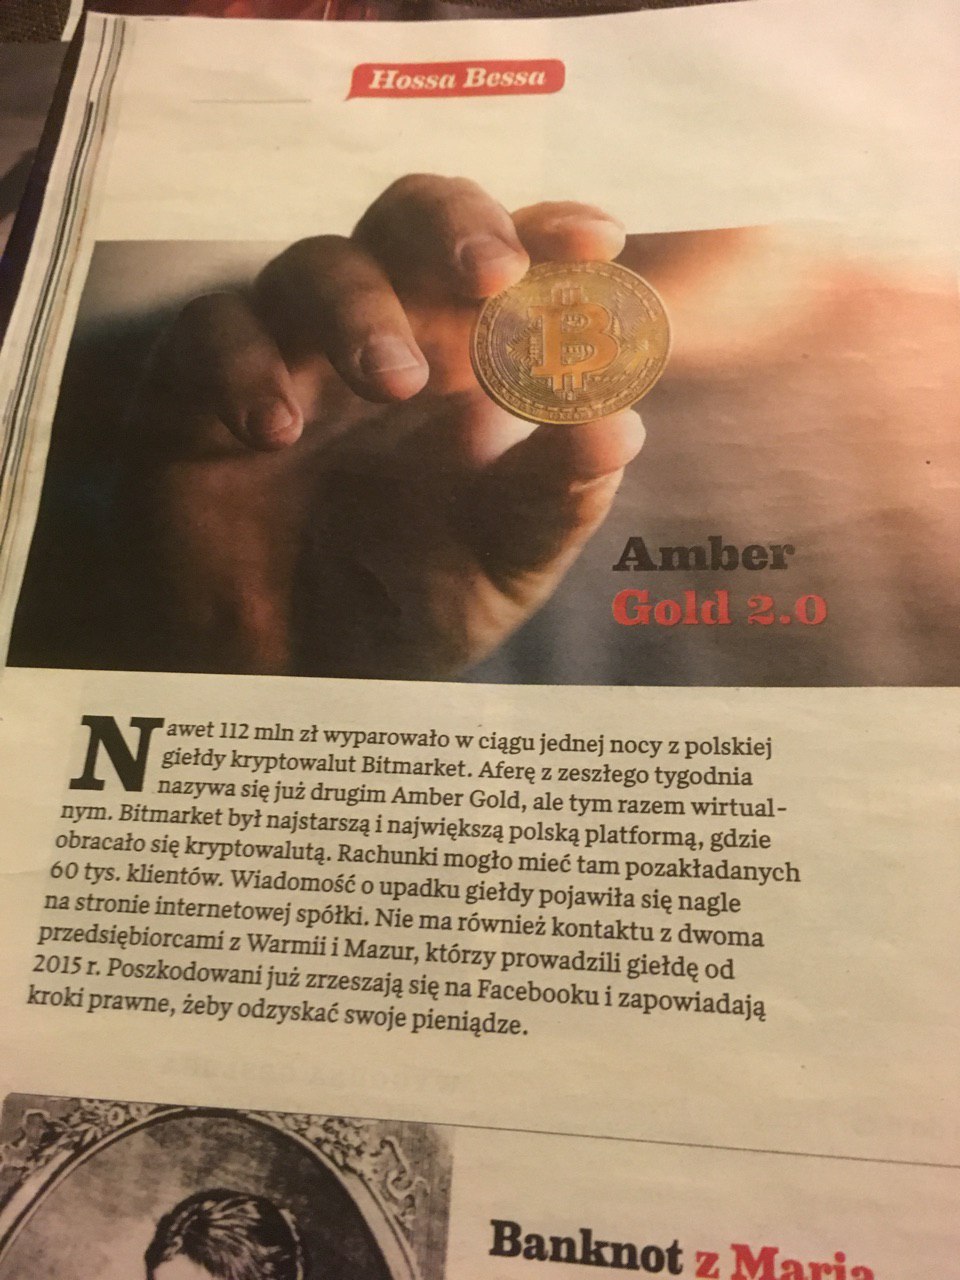 Hossa Bessa
Amber
Gold 2.0
Nawet 112 mln zł wyparowało w ciągu jednej nocy z polskiej
giełdy kryptowalut Bitmarket. Aferę z zeszłego tygodnia
nazywa się już drugim Amber Gold, ale tym razem wirtual-
nym. Bitmarket był najstarszą i największą polską platformą, gdzie
obracało się kryptowalutą. Rachunki mogło mieć tam pozakładanych
60 tys. klientów. Wiadomość o upadku giełdy pojawiła się nagle
na stronie internetowej spółki. Nie ma również kontaktu z dwoma
przedsiębiorcami z Warmii i Mazur, którzy prowadzili giełdę od
2015 r. Poszkodowani już zrzeszają się na Facebooku i zapowiadają
kroki prawne, żeby odzyskać swoje pieniądze.
Banknot z Marią